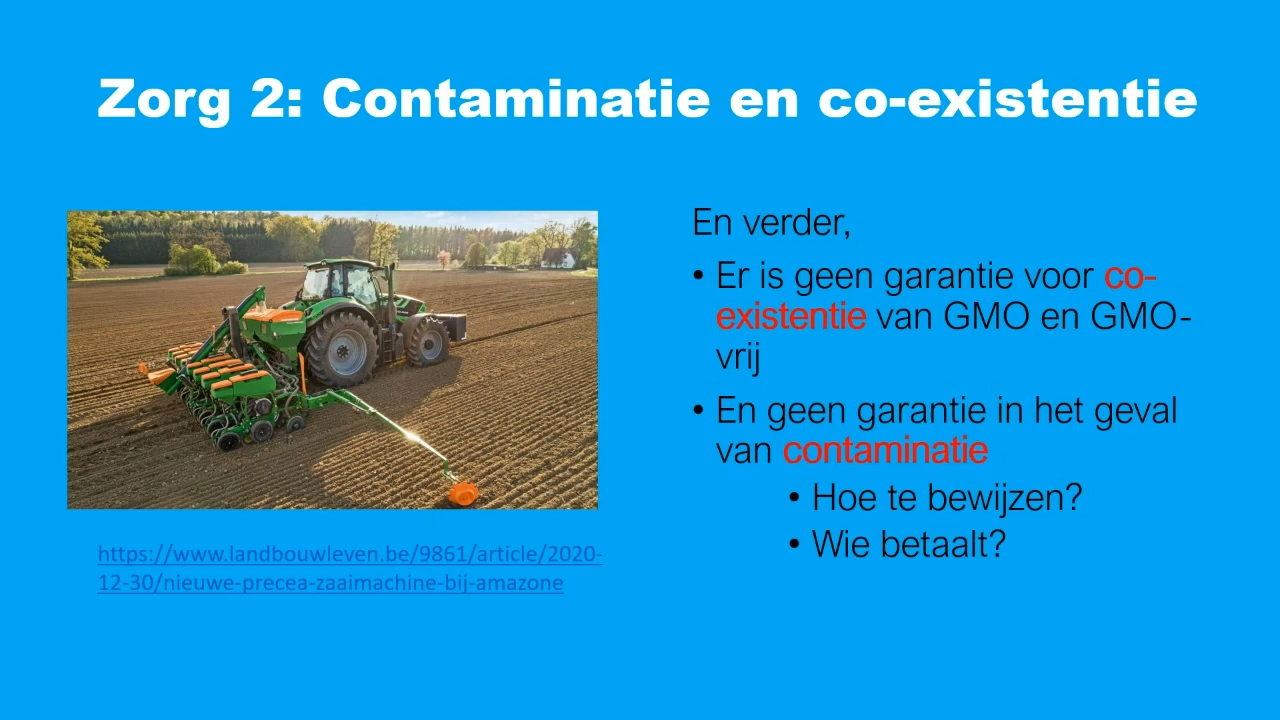 Zorg 2: Contaminatie en co-existentie
En verder,
• Er is geen garantie voor co-
existentie van GMO en GMO-
vrij
• En geen garantie in het geval
van contaminatie
• Hoe te bewijzen?
• Wie betaalt?
https://www.landbouwleven.be/9861/article/2020-
12-30/nieuwe-precea-zaaimachine-bij-amazone